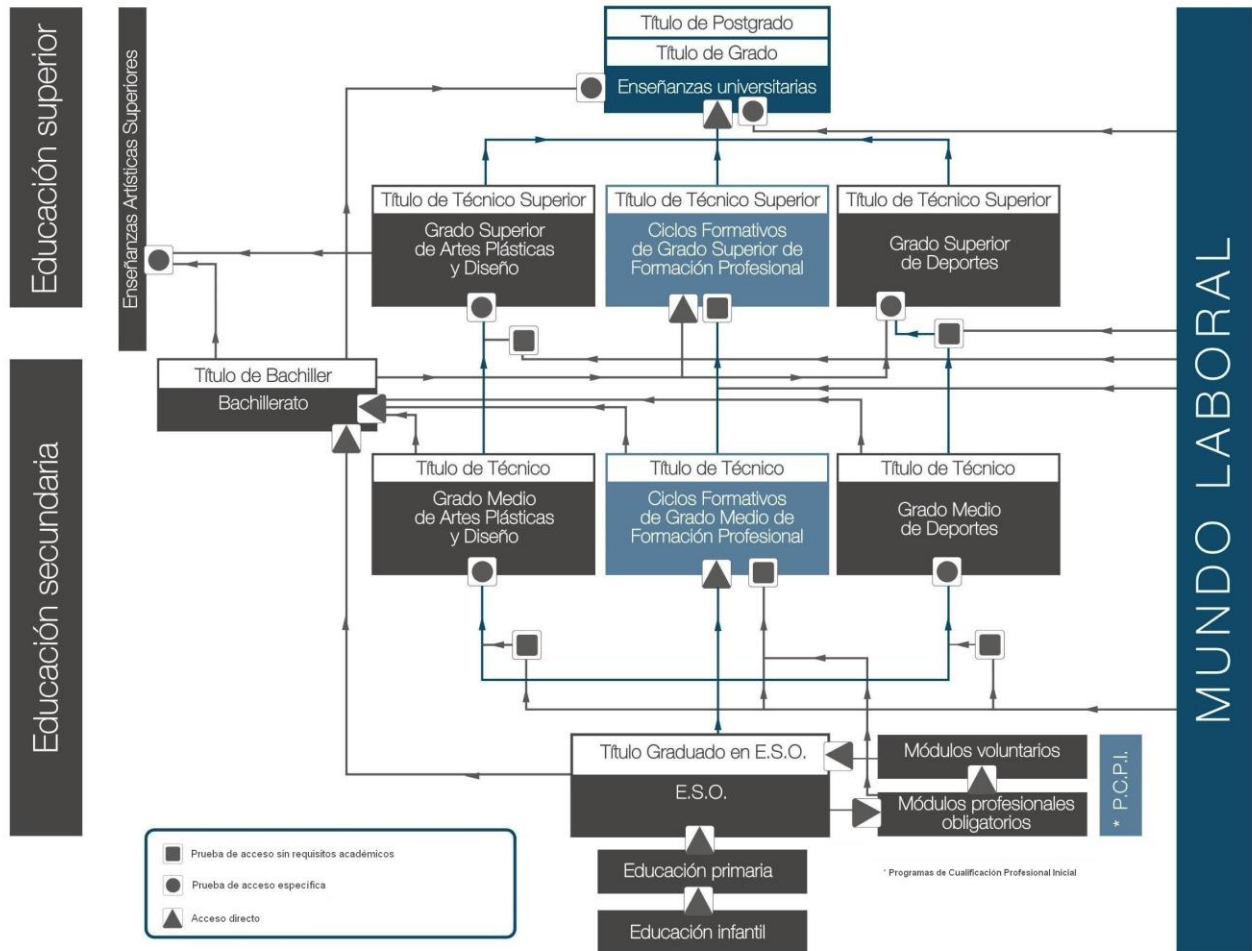 Educación superior
Enseñanzas Artísticas Superiores
Título de Postgrado
Título de Grado
Enseñanzas universitarias
Título de Técnico Superior
Grado Superior
de Artes Plásticas
y Diseño
Título de Técnico Superior
Ciclos Formativos
de Grado Superior de
Formación Profesional
Título de Técnico Superior
Grado Superior
de Deportes
MUNDO LABORAL
Educación secundaria
Título de Bachiller
Bachillerato
Título de Técnico
Grado Medio
de Artes Plásticas
y Diseño
Título de Técnico
Ciclos Formativos
de Grado Medio de
Formación Profesional
Título de Técnico
Grado Medio
de Deportes
Título Graduado en E.S.O.
E.S.O.
Módulos voluntarios
Módulos profesionales
obligatorios
* P.C.P.I.
Educación primaria
Educación infantil
* Programas de Cualificación Profesional Inicial
Prueba de acceso sin requisitos académicos
Prueba de acceso específica
Acceso directo